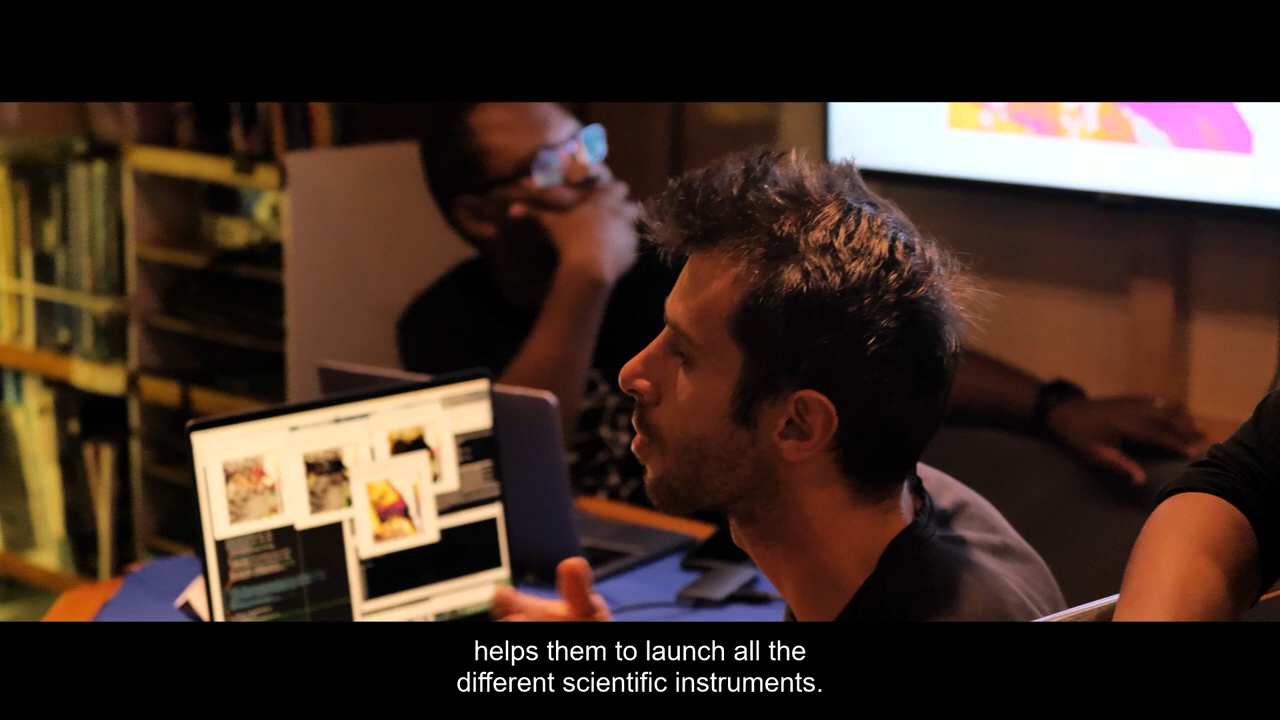 helps them to launch all the
different scientific instruments.